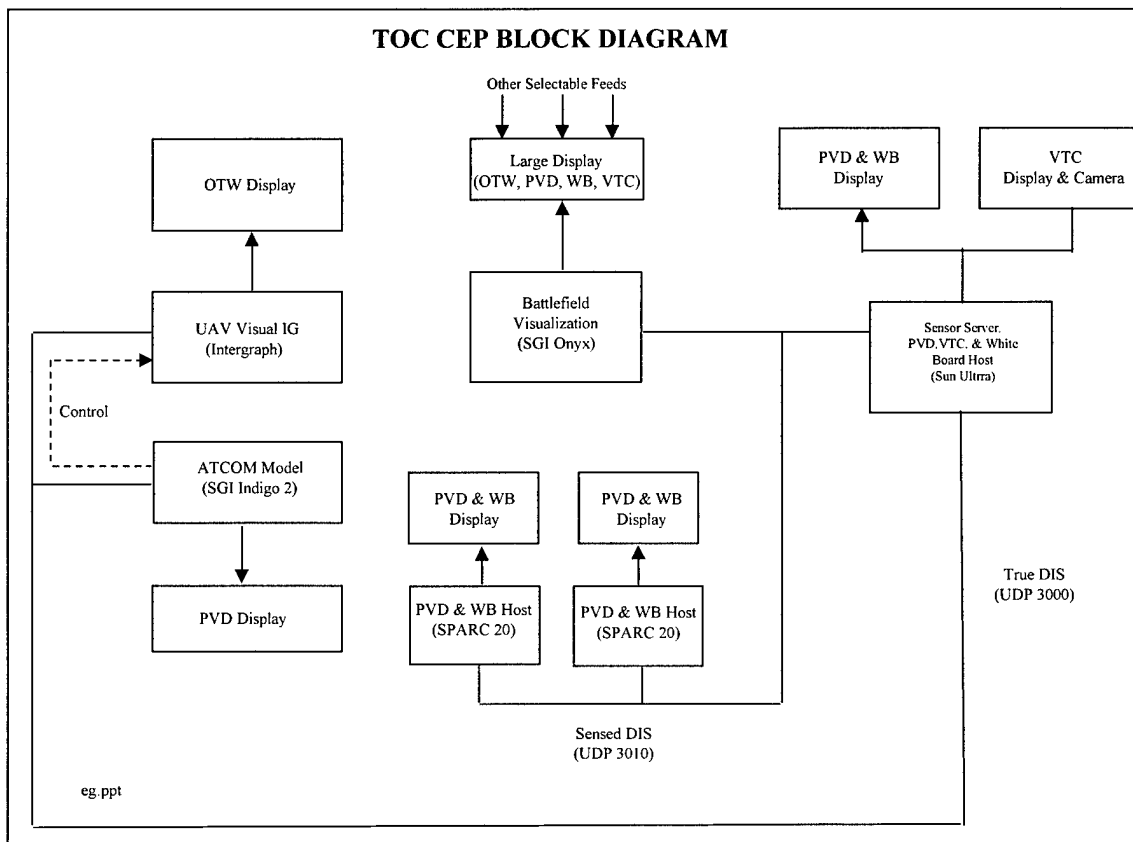 TOC CEP BLOCK DIAGRAM
Other Selectable Feeds
OTW Display
Large Display
(OTW, PVD, WB, VTC)
PVD & WB
Display
VTC
Display & Camera
UAV Visual IG
(Intergraph)
Battlefield
Visualization
(SGI Onyx)
Sensor Server,
PVD,VTC, & White
Board Host
(Sun Ultrra)
Control
ATCOM Model
(SGI Indigo 2)
PVD & WB
Display
PVD & WB
Display
PVD Display
PVD & WB Host
(SPARC 20)
PVD & WB Host
(SPARC 20)
True DIS
(UDP 3000)
Sensed DIS
(UDP 3010)
eg.ppt